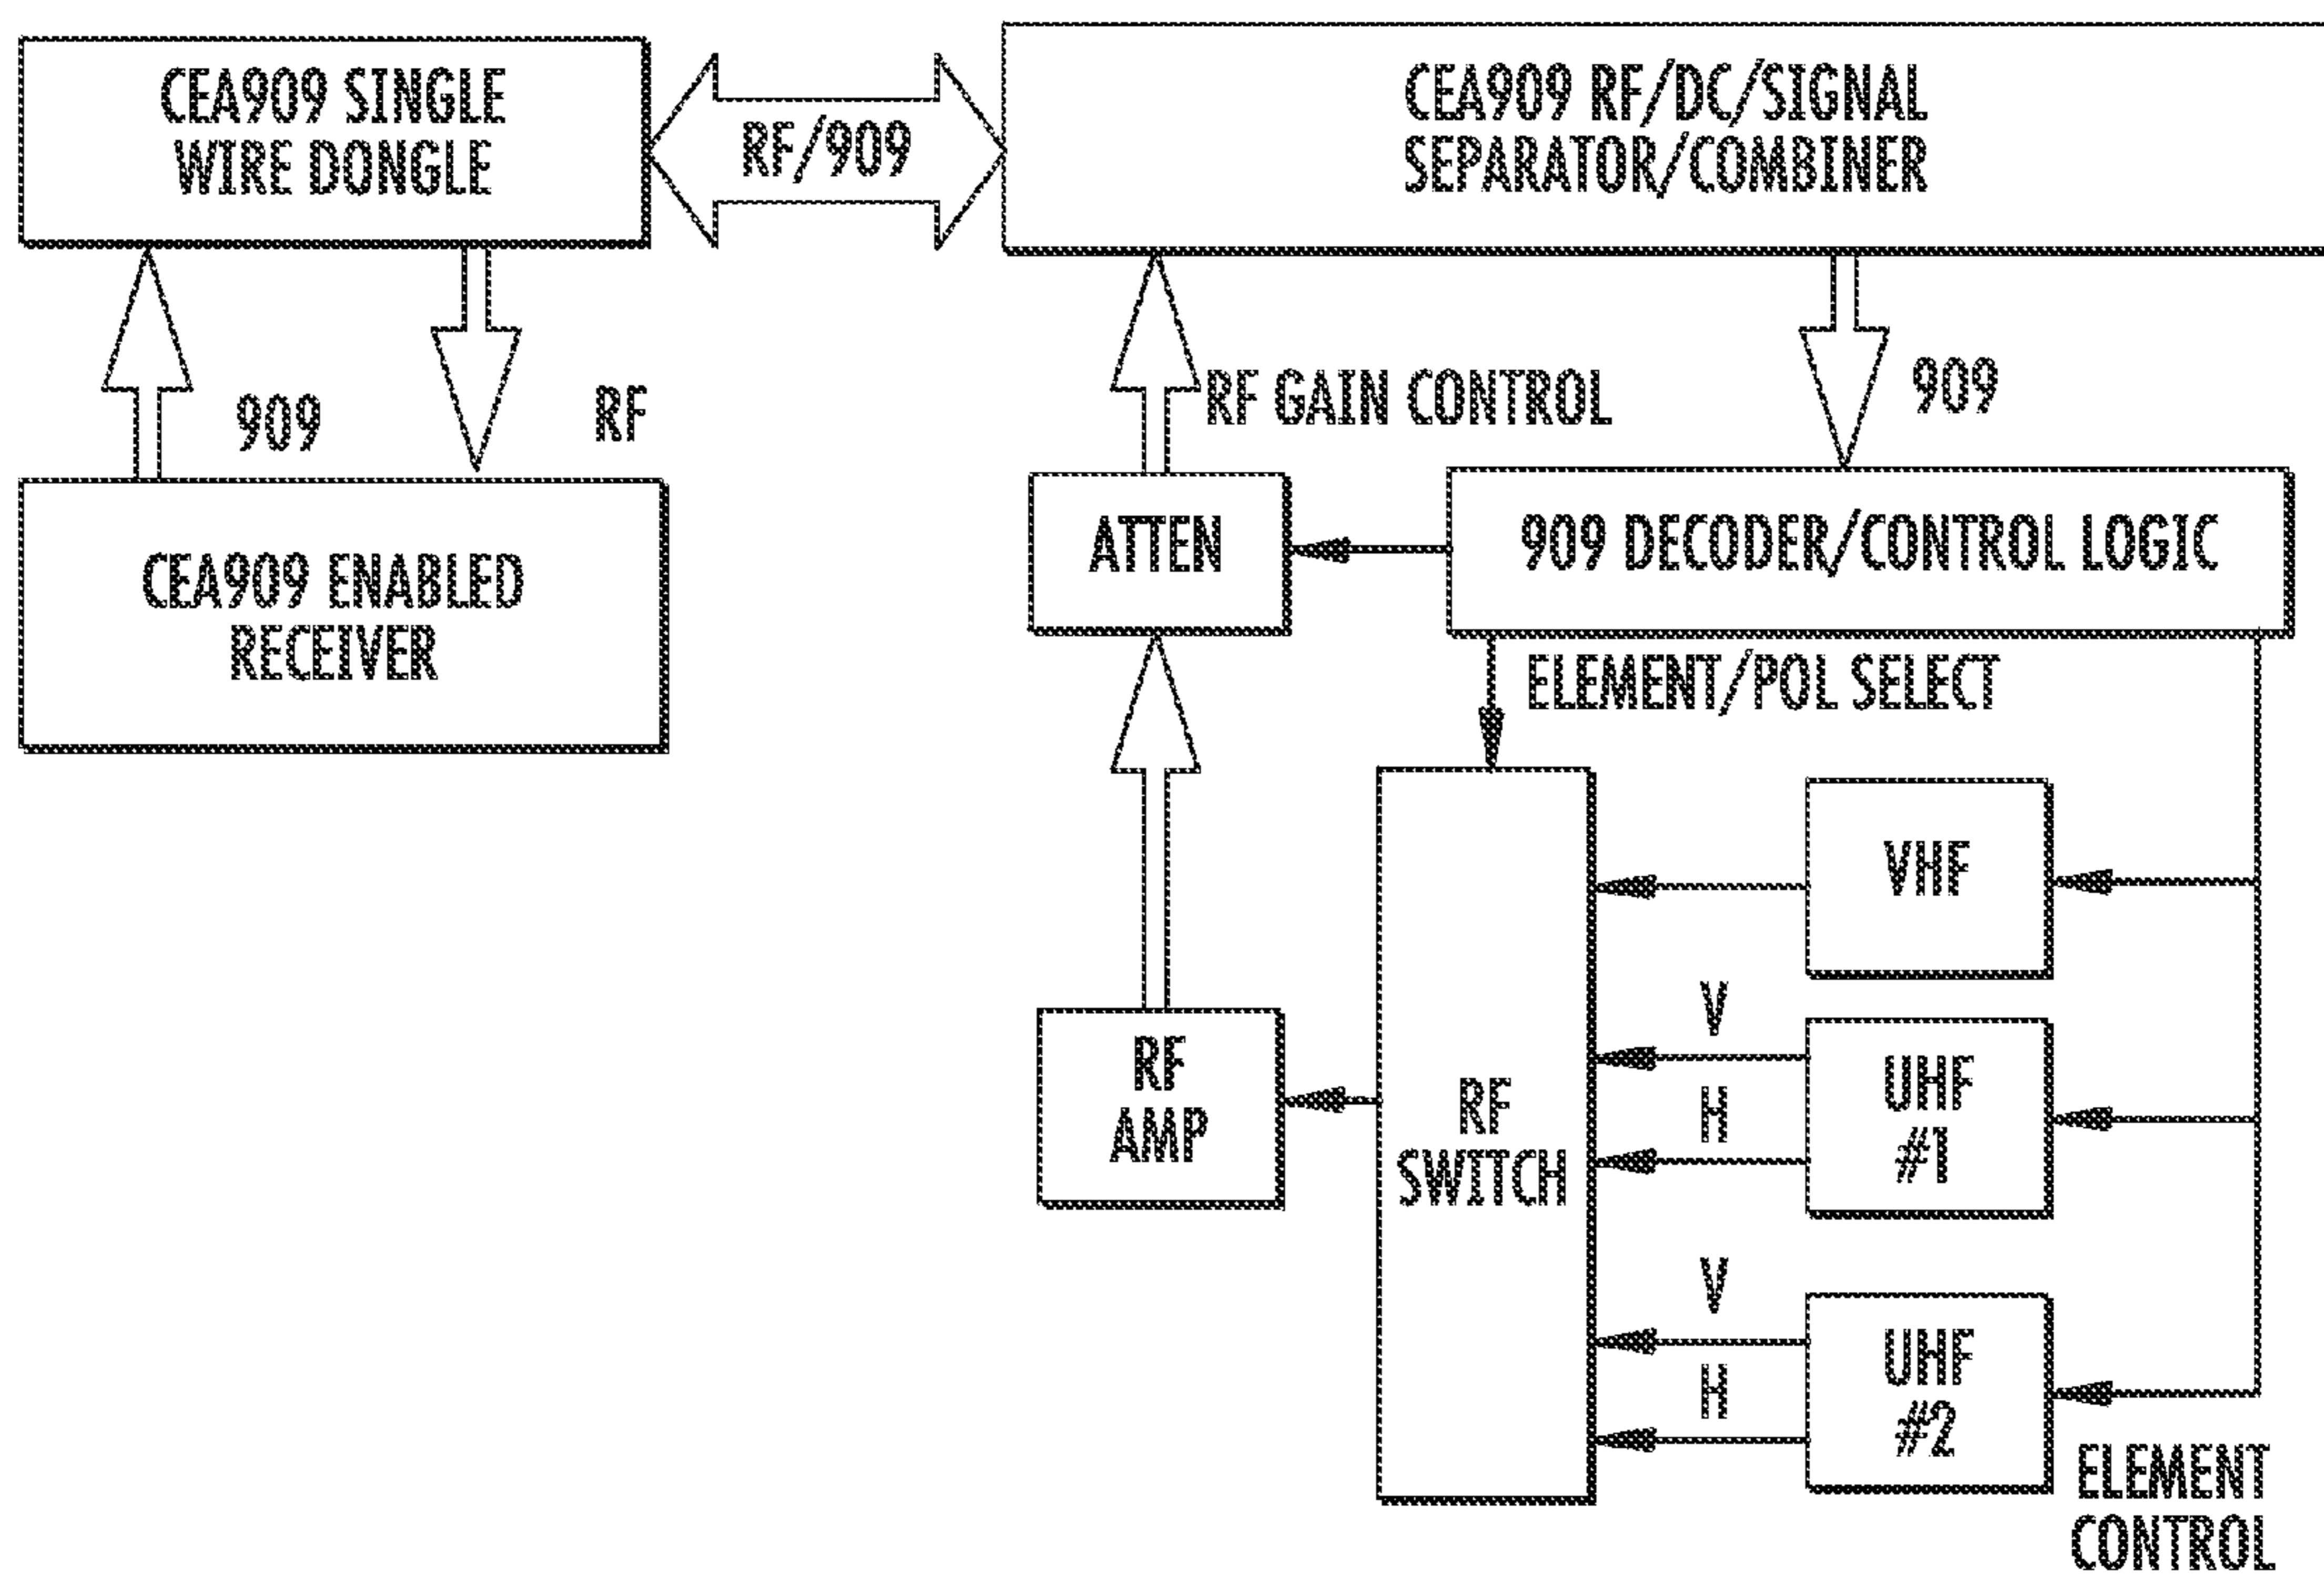 CEA909 SINGLE
WIRE DONGLE
RF/909
CEA909 RF/DC/SIGNAL
SEPARATOR/COMBINER
909
RF
RF GAIN CONTROL
909
CEA909 ENABLED
RECEIVER
ATTEN
909 DECODER/CONTROL LOGIC
ELEMENT/POL SELECT
VHF
RF
AMP
RF
SWITCH
V
H
UHF
#1
V
H
UHF
#2
ELEMENT
CONTROL